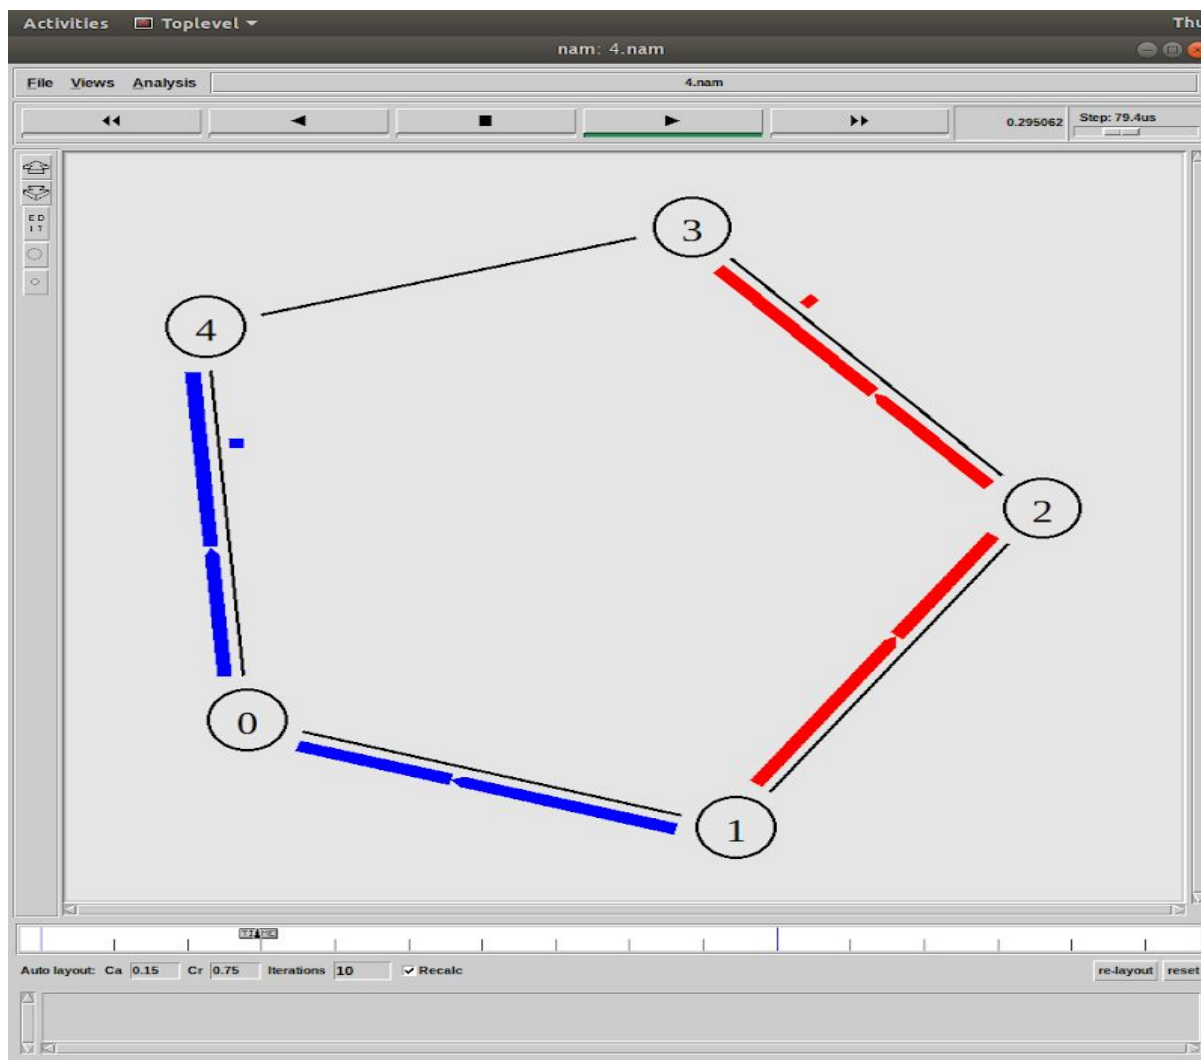 Activities Toplevel Thu
nam: 4.nam
File Views Analysis 4.nam
0.295062 Step: 79.4us
E D
I T
3
4
2
0
1
TIME
Auto layout: Ca 0.15 Cr 0.75 Iterations 10 Recalc re-layout reset